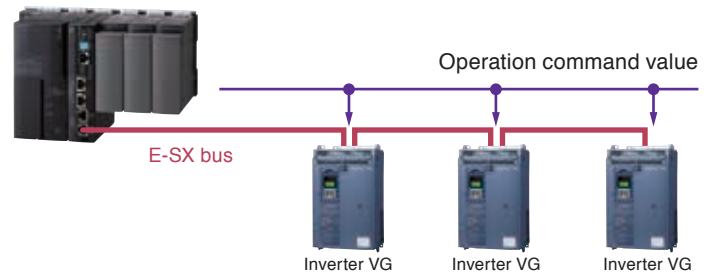 Operation command value
E-SX bus
Inverter VG
Inverter VG
Inverter VG